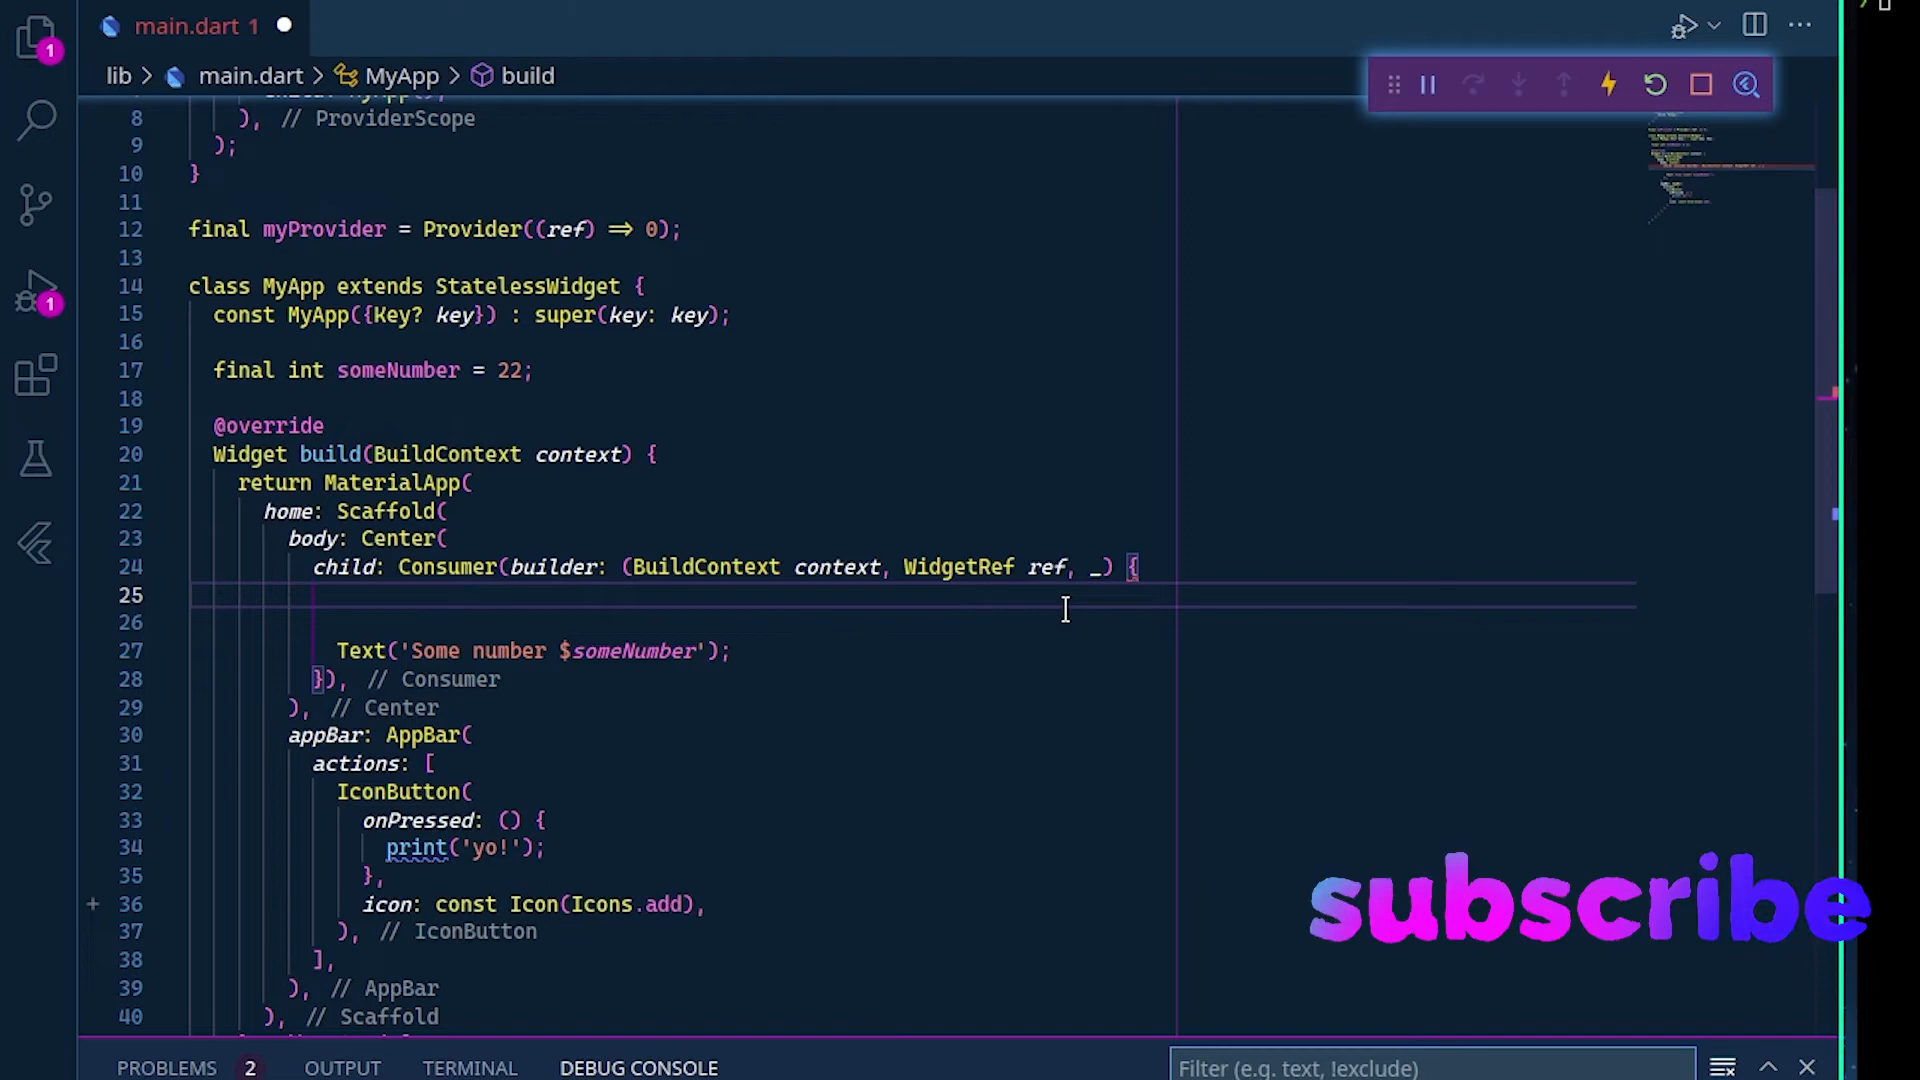 main.dart 1
lib > main.dart > MyApp > build
8 ), // ProviderScope
9 );
10 }
11
12 final myProvider = Provider((ref) => 0);
13
14 class MyApp extends StatelessWidget {
15 const MyApp({Key? key}) : super(key: key);
16
17 final int someNumber = 22;
18
19 @override
20 Widget build(BuildContext context) {
21 return MaterialApp(
22 home: Scaffold(
23 body: Center(
24 child: Consumer(builder: (BuildContext context, WidgetRef ref, _) {
25
26
27 Text('Some number $someNumber');
28 }), // Consumer
29 ), // Center
30 appBar: AppBar(
31 actions: [
32 IconButton(
33 onPressed: () {
34 print('yo!');
35 },
36 icon: const Icon(Icons.add),
37 ), // IconButton
38 ],
39 ), // AppBar
40 ), // Scaffold
1
1
subscribe
PROBLEMS 2 OUTPUT TERMINAL DEBUG CONSOLE Filter (e.g. text, !exclude)